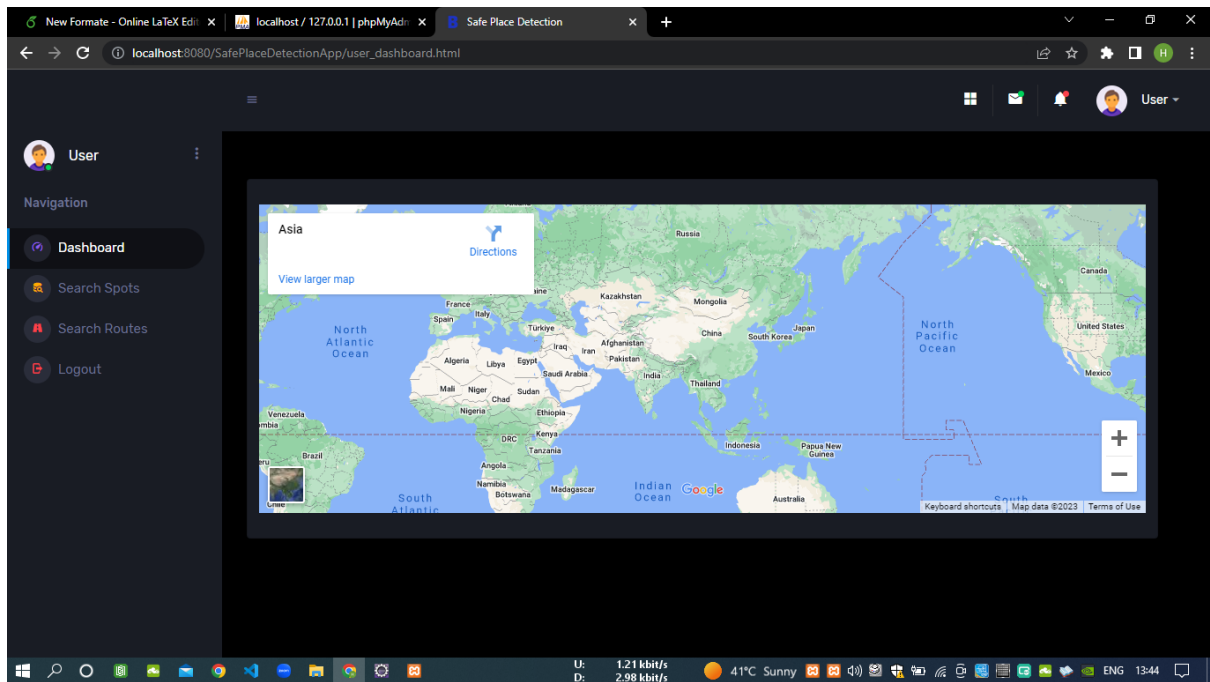 New Formate - Online LaTeX Edit
localhost / 127.0.0.1 | phpMyAdm
Safe Place Detection
localhost:8080/SafePlaceDetectionApp/user_dashboard.html
H
User
User
Navigation
Dashboard
Search Spots
Search Routes
Logout
Asia
Directions
View larger map
Russia
Canada
Kazakhstan
Mongolia
France
Italy
Spain
Türkiye
China
Japan
South Korea
North
Atlantic
Ocean
North
Pacific
Ocean
United States
Afghanistan
Iraq
Iran
Pakistan
Algeria
Libya
Egypt
Saudi Arabia
India
Thailand
Mexico
Mali
Niger
Chad
Sudan
Nigeria
Ethiopia
Venezuela
DRC
Kenya
Tanzania
Indonesia
Papua New
Guinea
Brazil
Angola
Namibia
Botswana
Madagascar
Indian
Ocean
Google
Australia
South
Atlantic
South
Keyboard shortcuts
Map data ©2023
Terms of Use
U: 1.21 kbit/s
D: 2.98 kbit/s
41°C Sunny
ENG
13:44